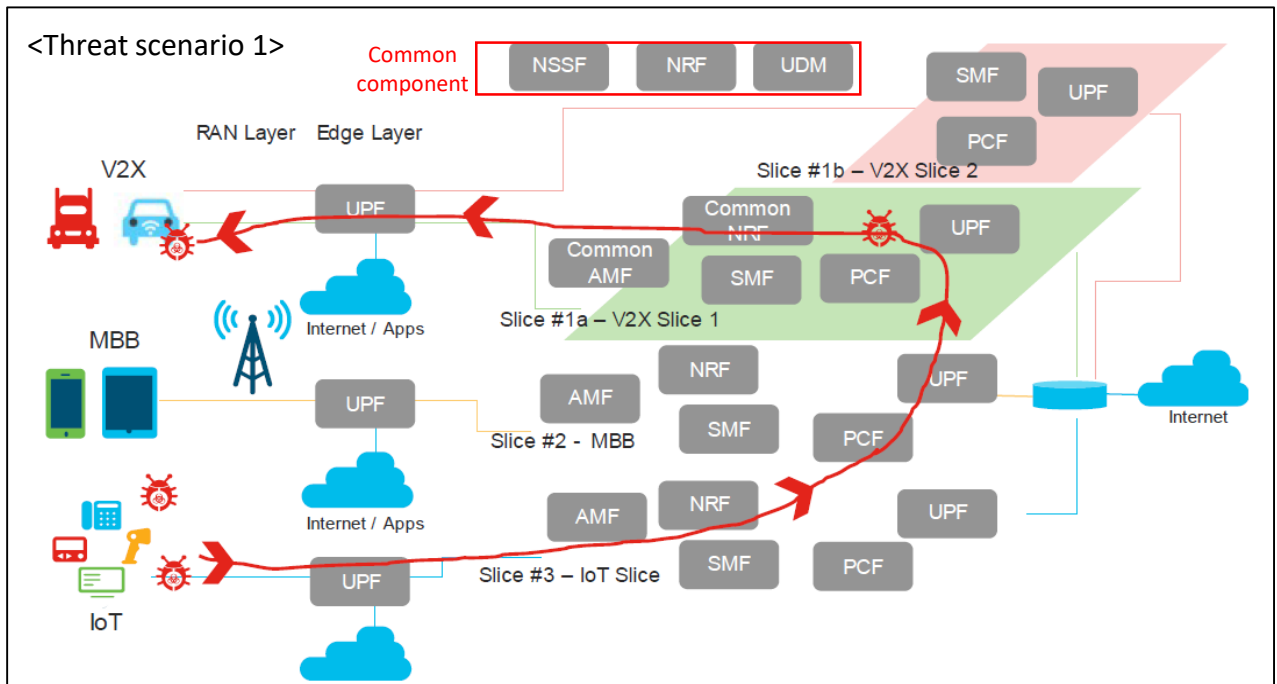 <Threat scenario 1>
Common
component
NSSF
NRF
UDM
SMF
UPF
PCF
RAN Layer
Edge Layer
V2X
Slice #1b – V2X Slice 2
UPF
Common
NRF
UPF
Common
AMF
SMF
PCF
Internet / Apps
Slice #1a – V2X Slice 1
MBB
NRF
UPF
AMF
UPF
SMF
PCF
Internet
Slice #2 - MBB
Internet / Apps
NRF
UPF
AMF
SMF
PCF
UPF
Slice #3 – IoT Slice
IoT